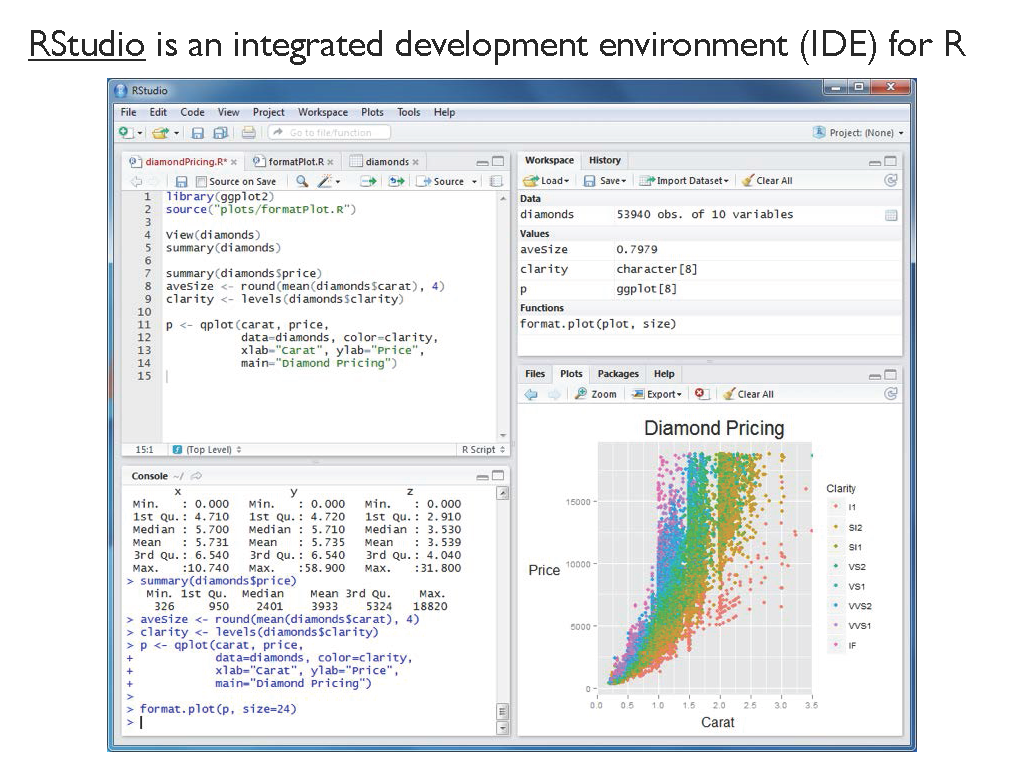 RStudio is an integrated development environment (IDE) for R
RStudio
File Edit Code View Project Workspace Plots Tools Help
Go to file/function
Project: (None)
diamondPricing.R* formatPlot.R diamonds
Source on Save Source
1 library(ggplot2)
2 source("plots/formatPlot.R")
3
4 View(diamonds)
5 summary(diamonds)
6
7 summary(diamonds$price)
8 aveSize <- round(mean(diamonds$carat), 4)
9 clarity <- levels(diamonds$clarity)
10
11 p <- qplot(carat, price,
12 data=diamonds, color=clarity,
13 xlab="Carat", ylab="Price",
14 main="Diamond Pricing")
15
15:1 (Top Level) R Script
Console ~/
x y z
Min. : 0.000 Min. : 0.000 Min. : 0.000
1st Qu.: 4.710 1st Qu.: 4.720 1st Qu.: 2.910
Median : 5.700 Median : 5.710 Median : 3.530
Mean : 5.731 Mean : 5.735 Mean : 3.539
3rd Qu.: 6.540 3rd Qu.: 6.540 3rd Qu.: 4.040
Max. :10.740 Max. :58.900 Max. :31.800
> summary(diamonds$price)
Min. 1st Qu. Median Mean 3rd Qu. Max.
326 950 2401 3933 5324 18820
> aveSize <- round(mean(diamonds$carat), 4)
> clarity <- levels(diamonds$clarity)
> p <- qplot(carat, price,
+ data=diamonds, color=clarity,
+ xlab="Carat", ylab="Price",
+ main="Diamond Pricing")
>
> format.plot(p, size=24)
>
Workspace History
Load Save Import Dataset Clear All
Data
diamonds 53940 obs. of 10 variables
Values
aveSize 0.7979
clarity character[8]
p ggplot[8]
Functions
format.plot(plot, size)
Files Plots Packages Help
Zoom Export Clear All
Diamond Pricing
Price
15000
10000
5000
0
0.0 0.5 1.0 1.5 2.0 2.5 3.0 3.5
Carat
Clarity
I1
SI2
SI1
VS2
VS1
VVS2
VVS1
IF